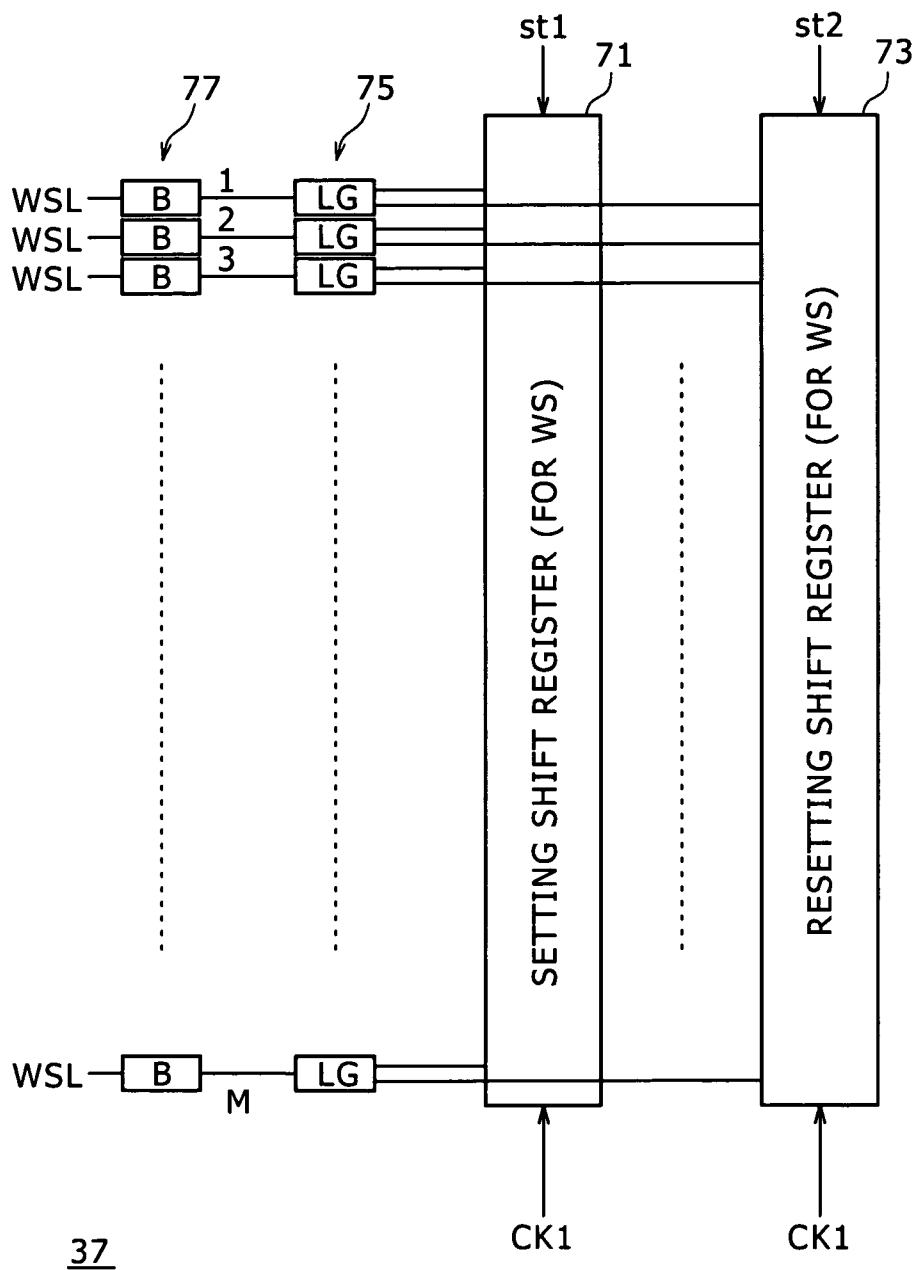 st1
st2
71
73
77
75
WSL B 1 LG
WSL B 2 LG
WSL B 3 LG
SETTING SHIFT REGISTER (FOR WS)
RESETTING SHIFT REGISTER (FOR WS)
WSL B M LG
CK1
CK1
37